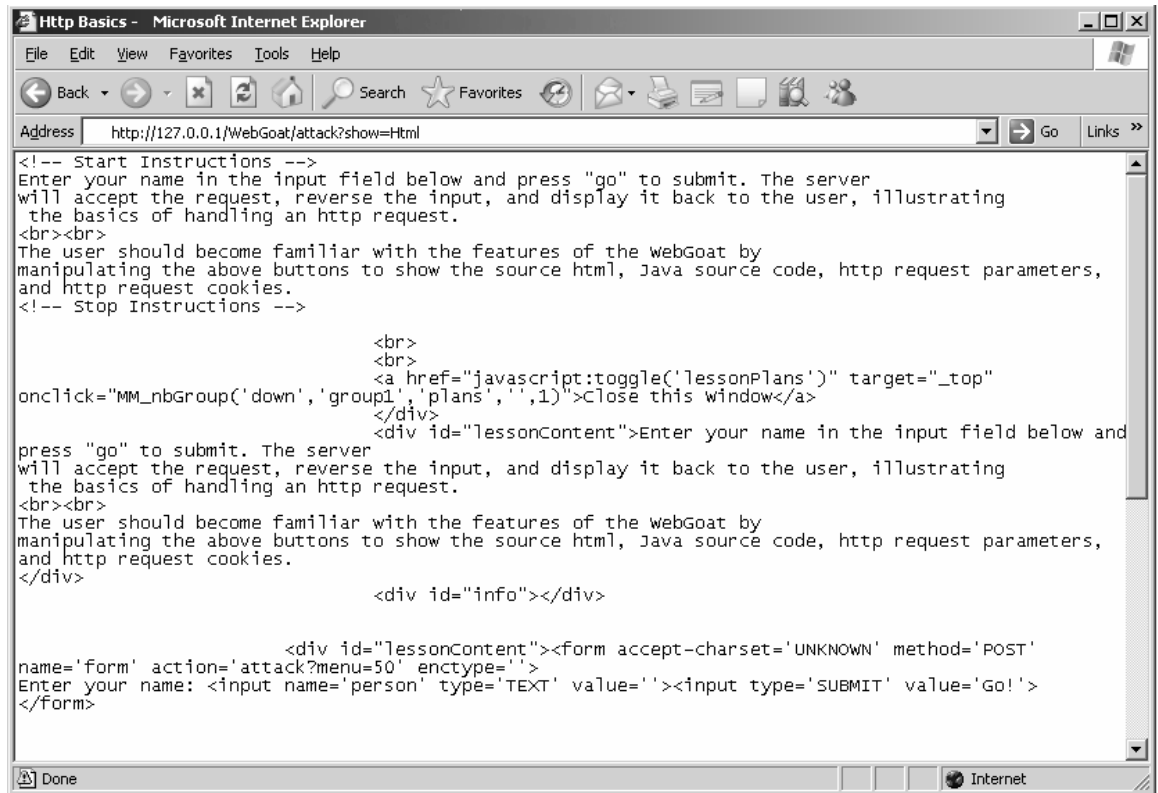 Http Basics - Microsoft Internet Explorer
File Edit View Favorites Tools Help
Back Search Favorites
Address http://127.0.0.1/WebGoat/attack?show=Html Go Links »
<!-- Start Instructions -->
Enter your name in the input field below and press "go" to submit. The server
will accept the request, reverse the input, and display it back to the user, illustrating
the basics of handling an http request.
<br><br>
The user should become familiar with the features of the WebGoat by
manipulating the above buttons to show the source html, Java source code, http request parameters,
and http request cookies.
<!-- Stop Instructions -->
<br>
<br>
<a href="javascript:toggle('lessonPlans')" target="_top"
onclick="MM_nbGroup('down','group1','plans','',1)">Close this Window</a>
</div>
<div id="lessonContent">Enter your name in the input field below and
press "go" to submit. The server
will accept the request, reverse the input, and display it back to the user, illustrating
the basics of handling an http request.
<br><br>
The user should become familiar with the features of the WebGoat by
manipulating the above buttons to show the source html, Java source code, http request parameters,
and http request cookies.
</div>
<div id="info"></div>
<div id="lessonContent"><form accept-charset='UNKNOWN' method='POST'
name='form' action='attack?menu=50' enctype=''>
Enter your name: <input name='person' type='TEXT' value=''><input type='SUBMIT' value='Go!'>
</form>
Done Internet